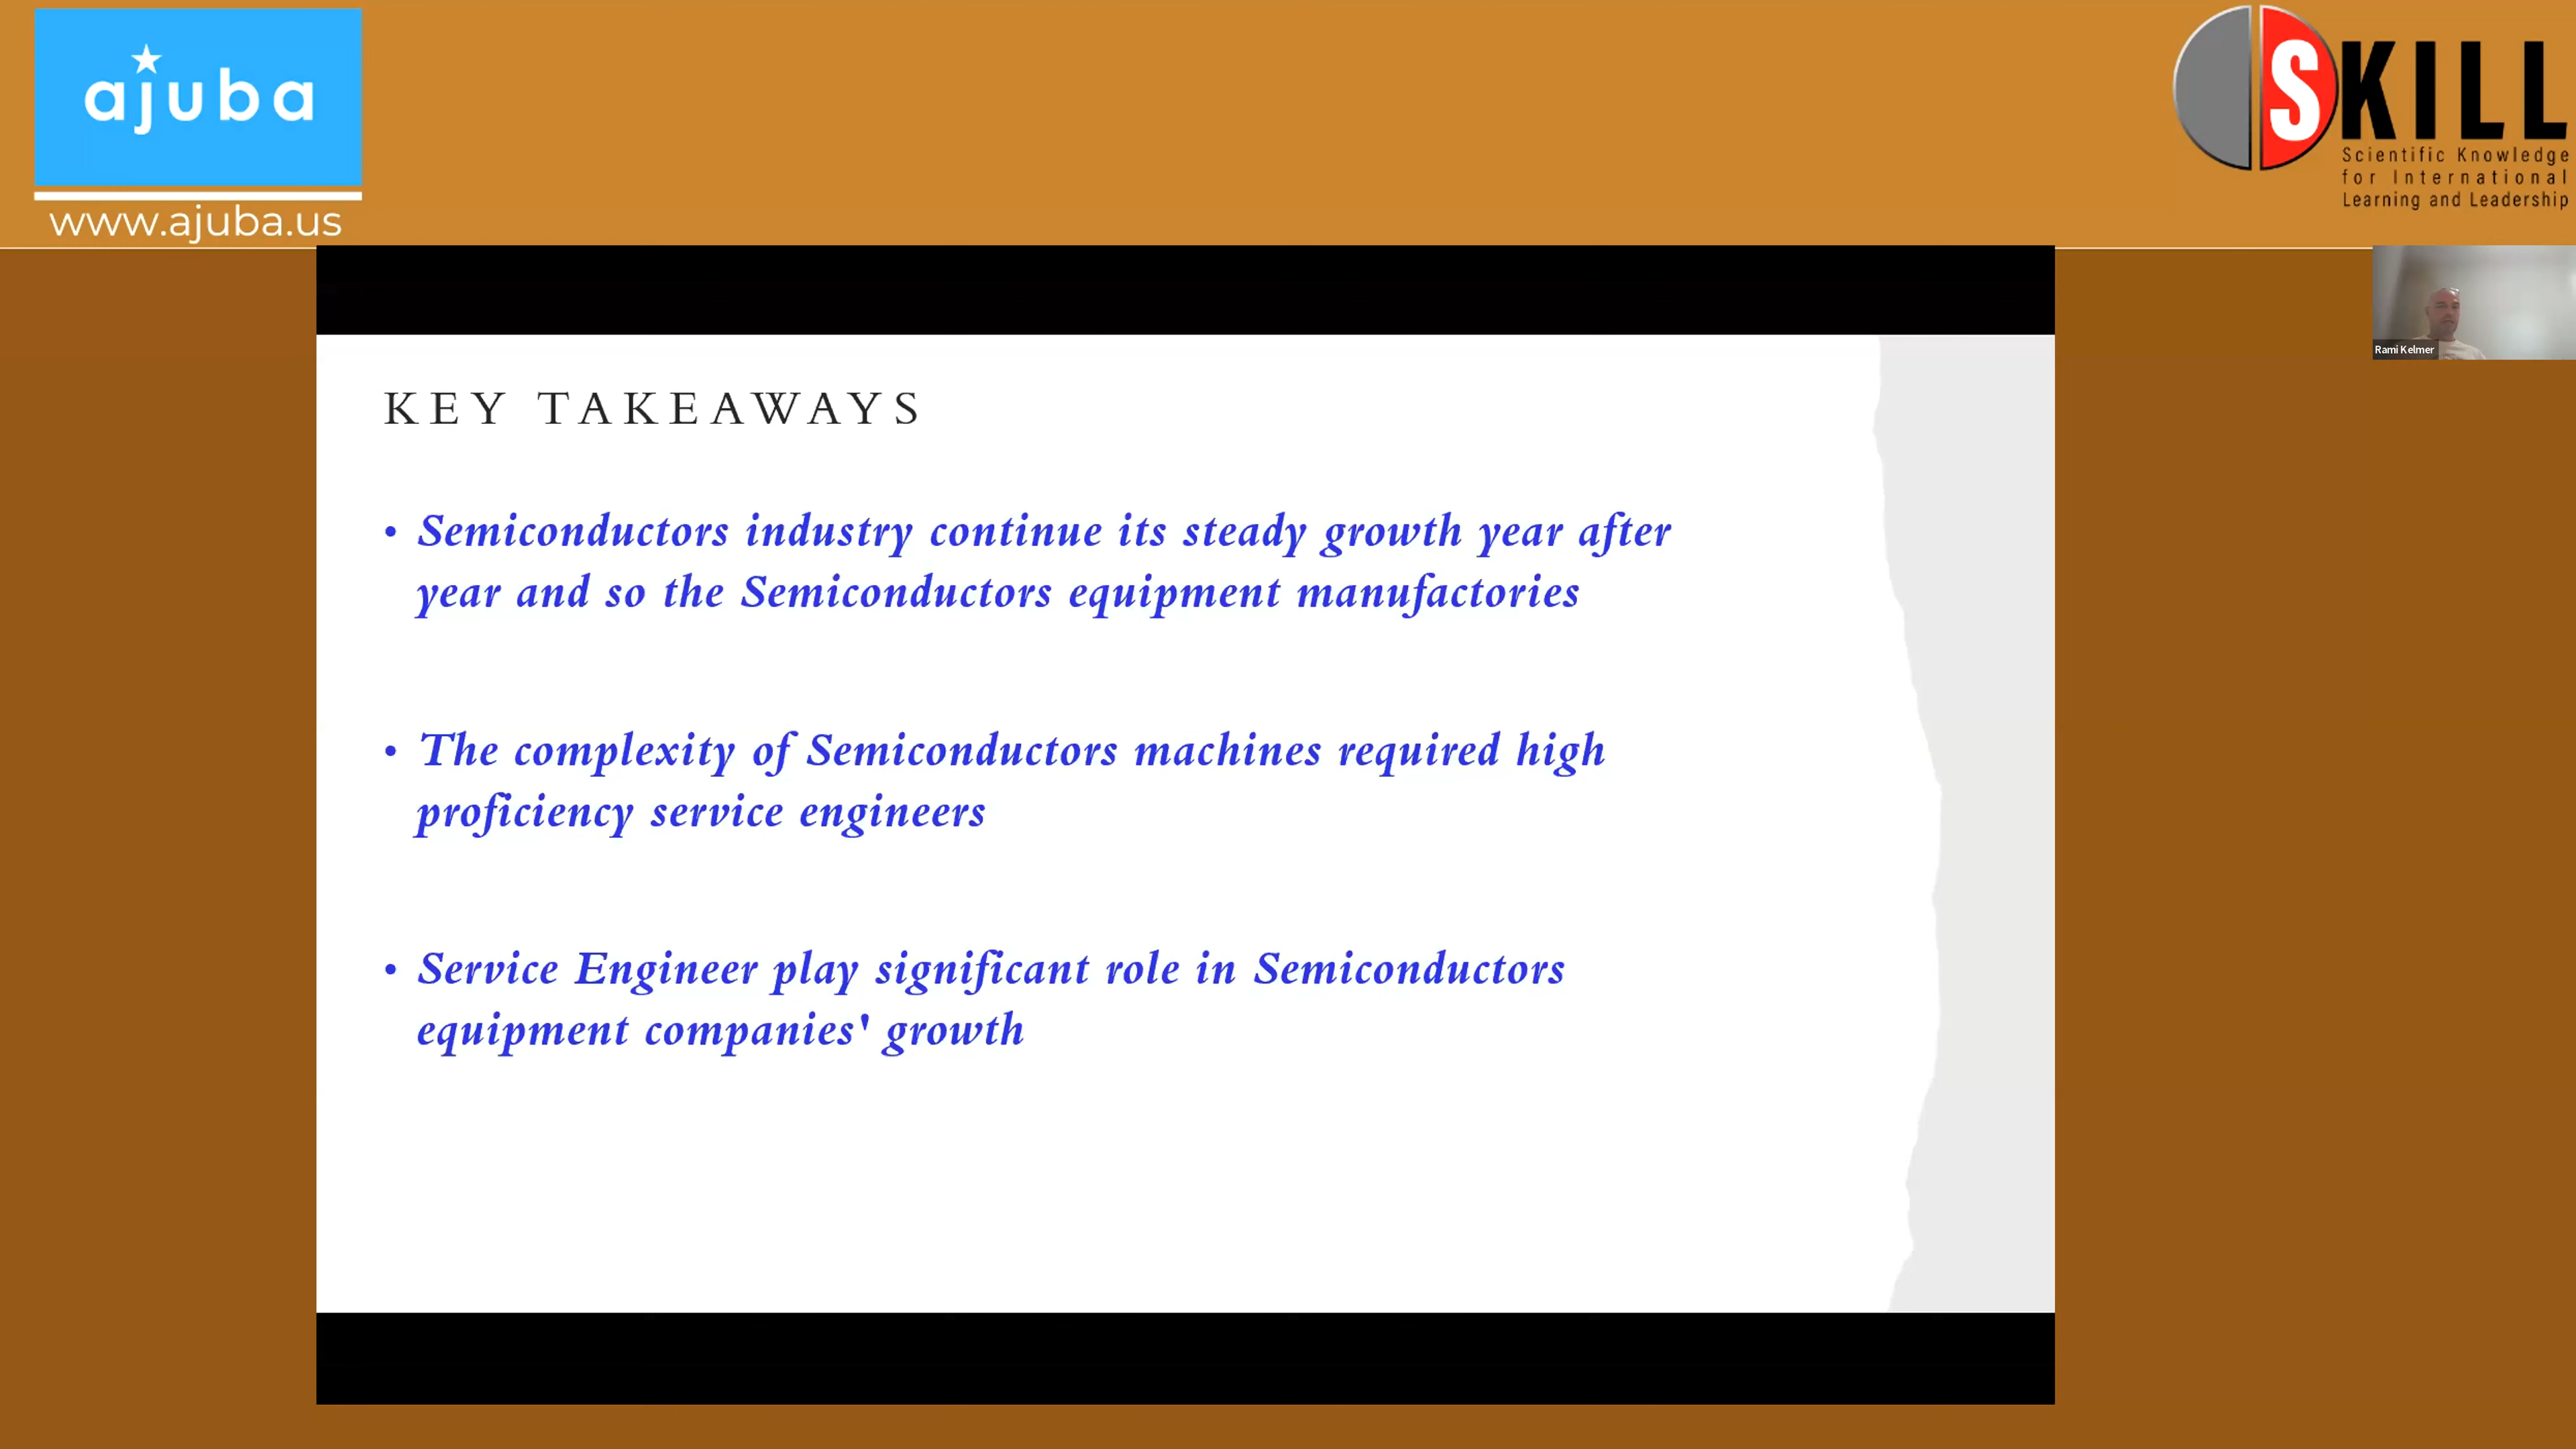 ajuba
www.ajuba.us
SKILL
Scientific Knowledge
for International
Learning and Leadership
Rami Kelmer
KEY TAKEAWAYS
• Semiconductors industry continue its steady growth year after
year and so the Semiconductors equipment manufactories
• The complexity of Semiconductors machines required high
proficiency service engineers
• Service Engineer play significant role in Semiconductors
equipment companies' growth